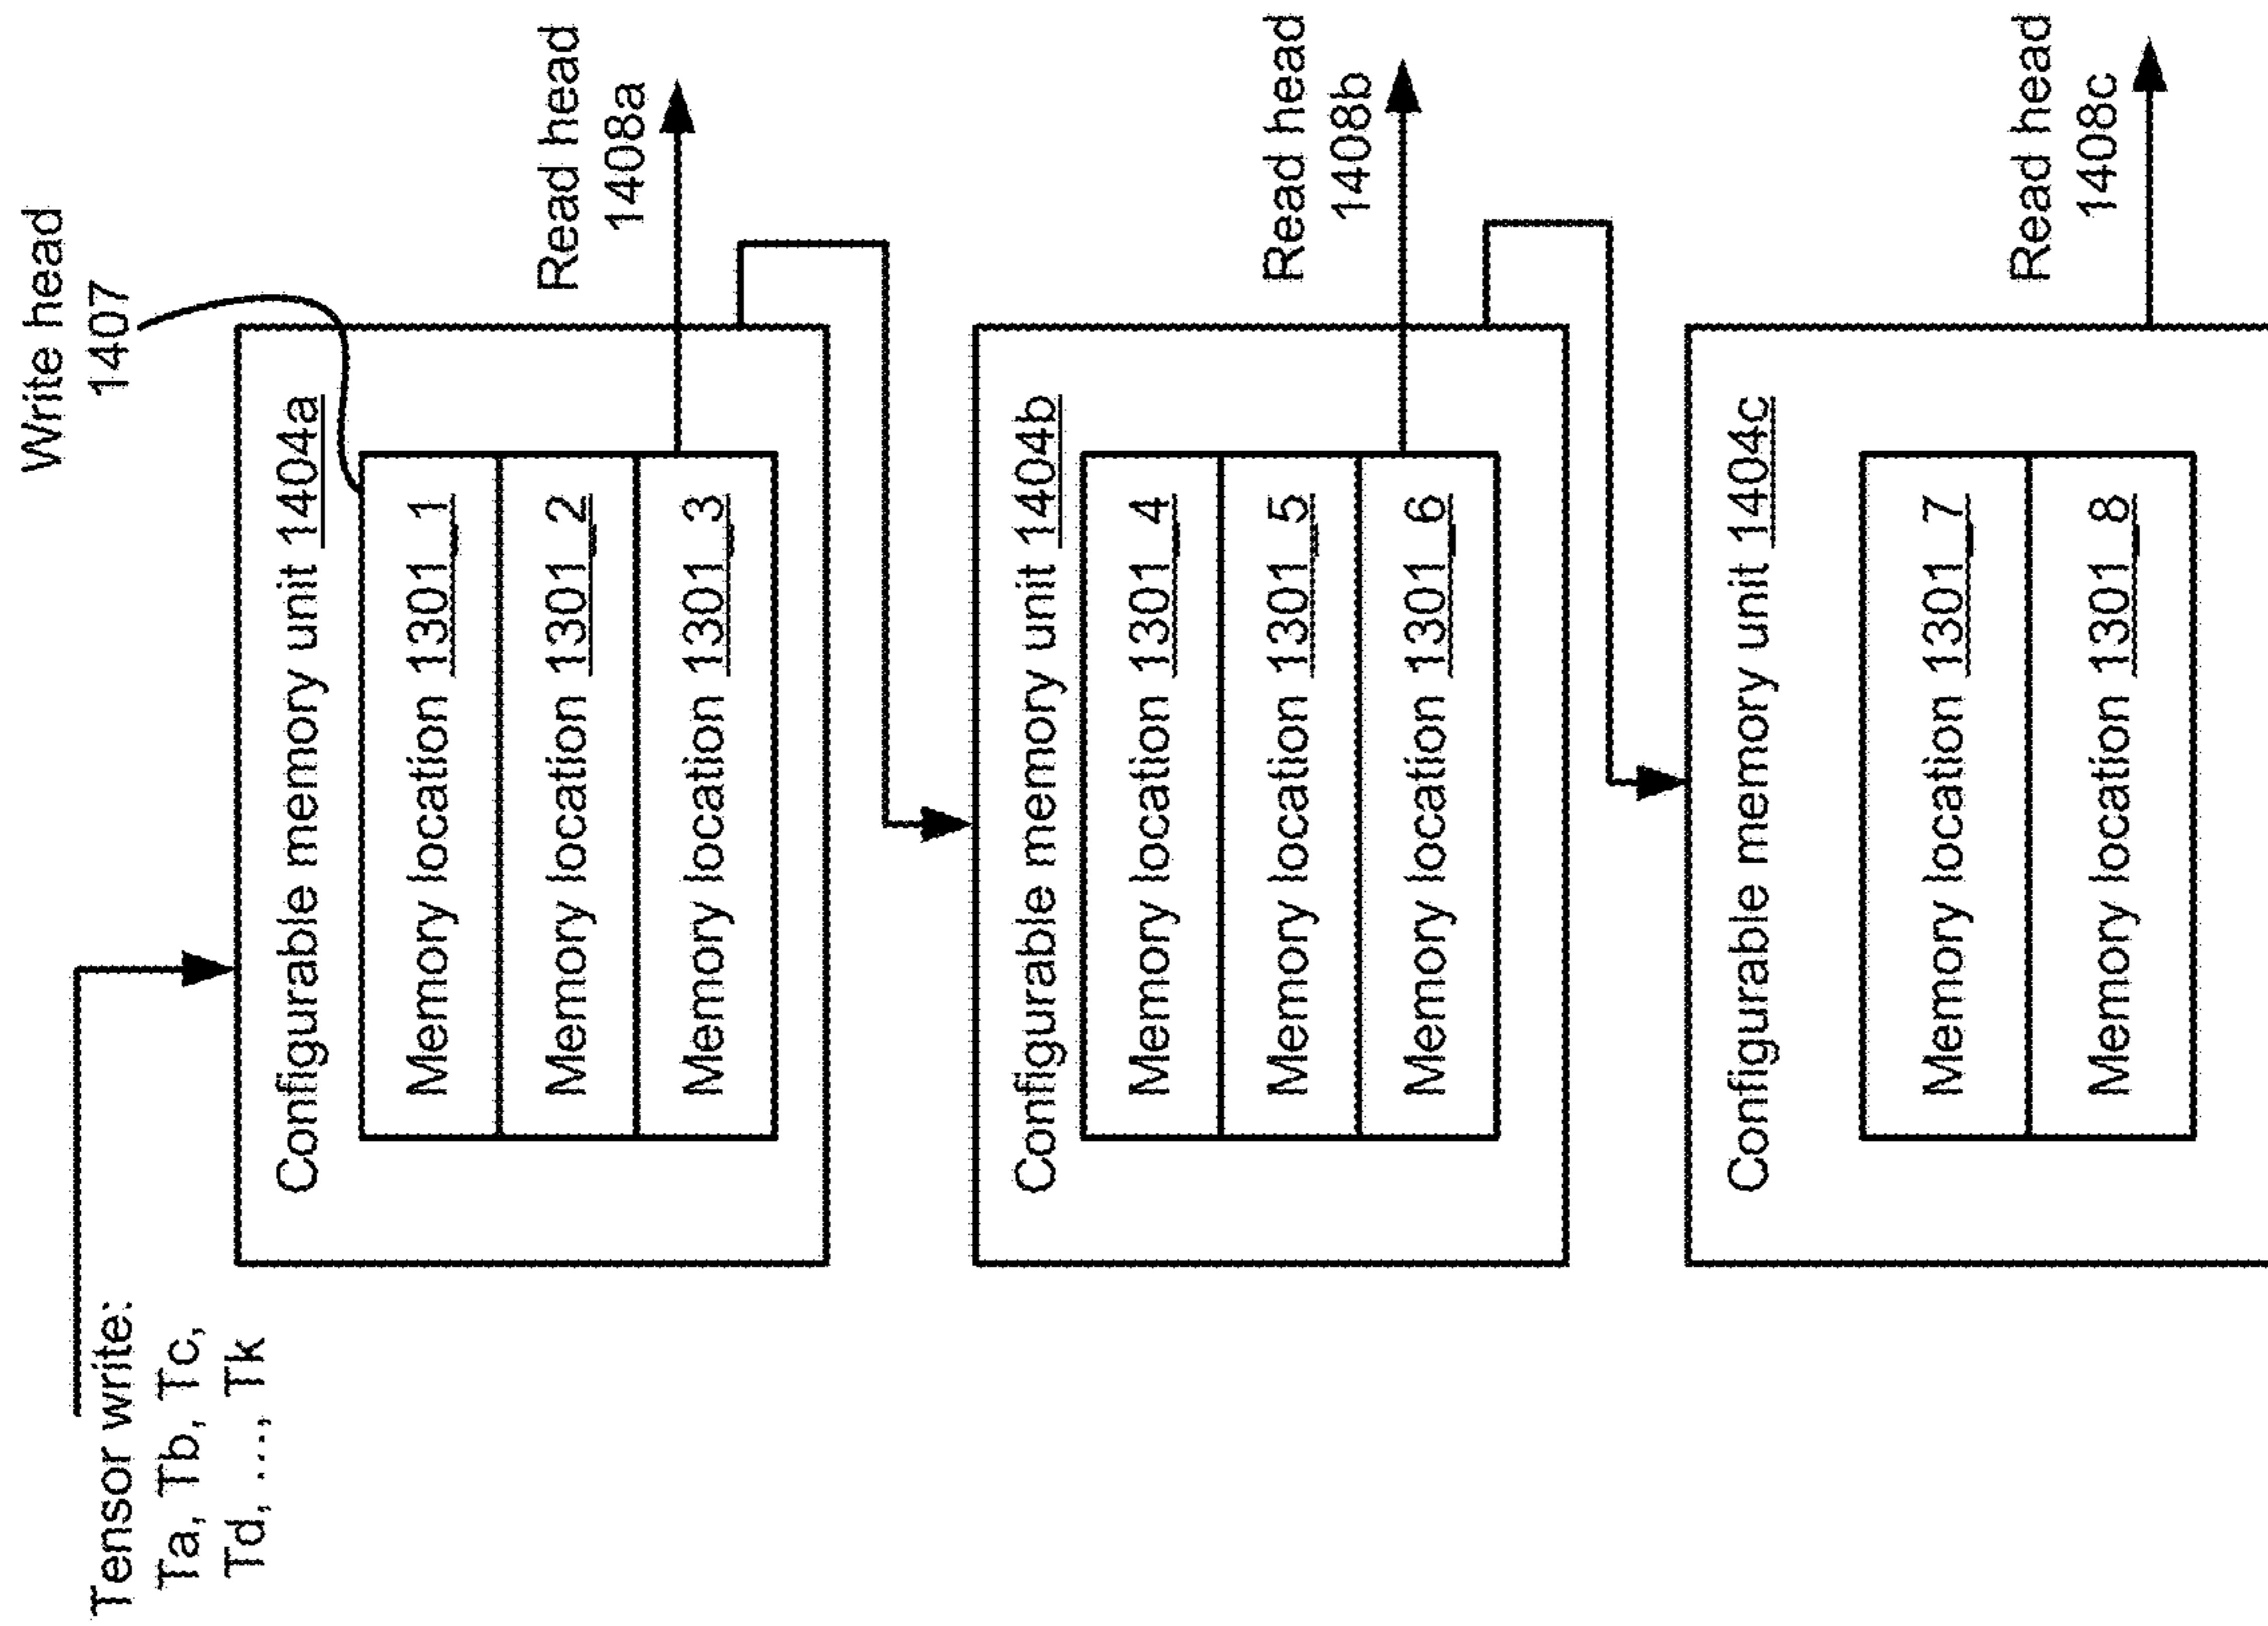 Tensor write:
Ta, Tb, Tc,
Td, ..., Tk
Write head
1407
Configurable memory unit 1404a
Memory location 1301_1
Memory location 1301_2
Memory location 1301_3
Read head
1408a
Configurable memory unit 1404b
Memory location 1301_4
Memory location 1301_5
Memory location 1301_6
Read head
1408b
Configurable memory unit 1404c
Memory location 1301_7
Memory location 1301_8
Read head
1408c